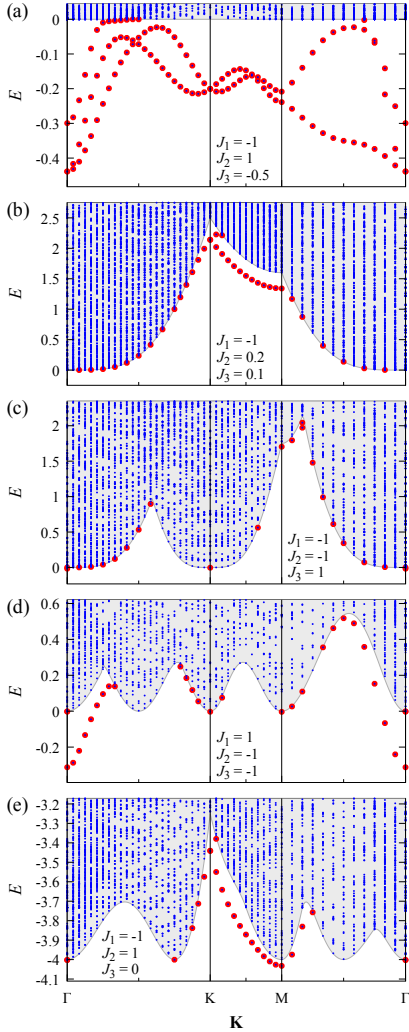 (a)
0
-0.1
-0.2
-0.3
-0.4
E
J1 = -1
J2 = 1
J3 = -0.5
(b)
2.5
2
1.5
1
0.5
0
E
J1 = -1
J2 = 0.2
J3 = 0.1
(c)
2
1.5
1
0.5
0
E
J1 = -1
J2 = -1
J3 = 1
(d)
0.6
0.4
0.2
0
-0.2
E
J1 = 1
J2 = -1
J3 = -1
(e)
-3.2
-3.3
-3.4
-3.5
-3.6
-3.7
-3.8
-3.9
-4
-4.1
E
J1 = -1
J2 = 1
J3 = 0
Γ K M Γ
K